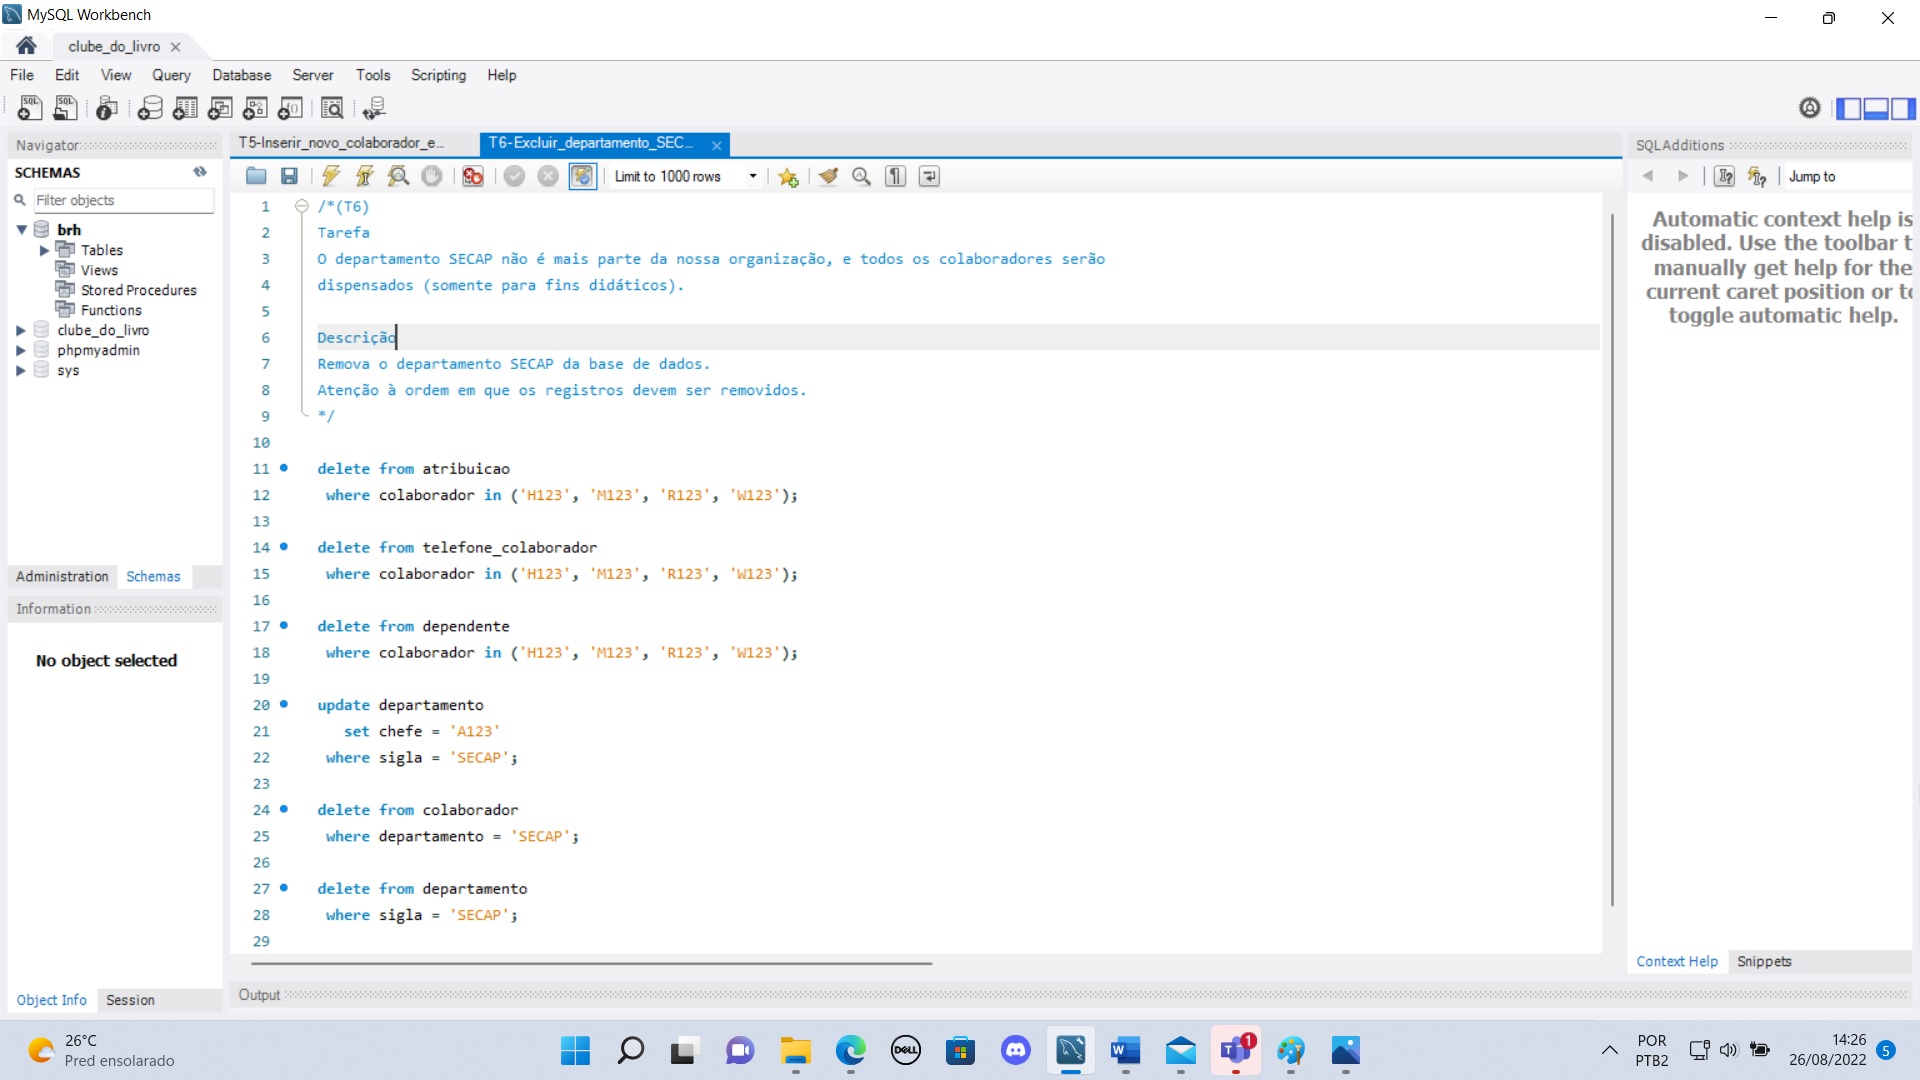 MySQL Workbench
clube_do_livro
File Edit View Query Database Server Tools Scripting Help
Navigator
SCHEMAS
Filter objects
brh
Tables
Views
Stored Procedures
Functions
clube_do_livro
phpmyadmin
sys
Administration Schemas
Information
No object selected
Object Info Session
T5-Inserir_novo_colaborador_e... T6-Excluir_departamento_SEC...
Limit to 1000 rows
1 /*(T6)
2 Tarefa
3 O departamento SECAP não é mais parte da nossa organização, e todos os colaboradores serão
4 dispensados (somente para fins didáticos).
5
6 Descrição
7 Remova o departamento SECAP da base de dados.
8 Atenção à ordem em que os registros devem ser removidos.
9 */
10
11 delete from atribuicao
12 where colaborador in ('H123', 'M123', 'R123', 'W123');
13
14 delete from telefone_colaborador
15 where colaborador in ('H123', 'M123', 'R123', 'W123');
16
17 delete from dependente
18 where colaborador in ('H123', 'M123', 'R123', 'W123');
19
20 update departamento
21 set chefe = 'A123'
22 where sigla = 'SECAP';
23
24 delete from colaborador
25 where departamento = 'SECAP';
26
27 delete from departamento
28 where sigla = 'SECAP';
29
Output
SQLAdditions
Jump to
Automatic context help is
disabled. Use the toolbar t
manually get help for the
current caret position or to
toggle automatic help.
Context Help Snippets
26°C
Pred ensolarado
DELL
1
POR
PTB2
14:26
26/08/2022
5